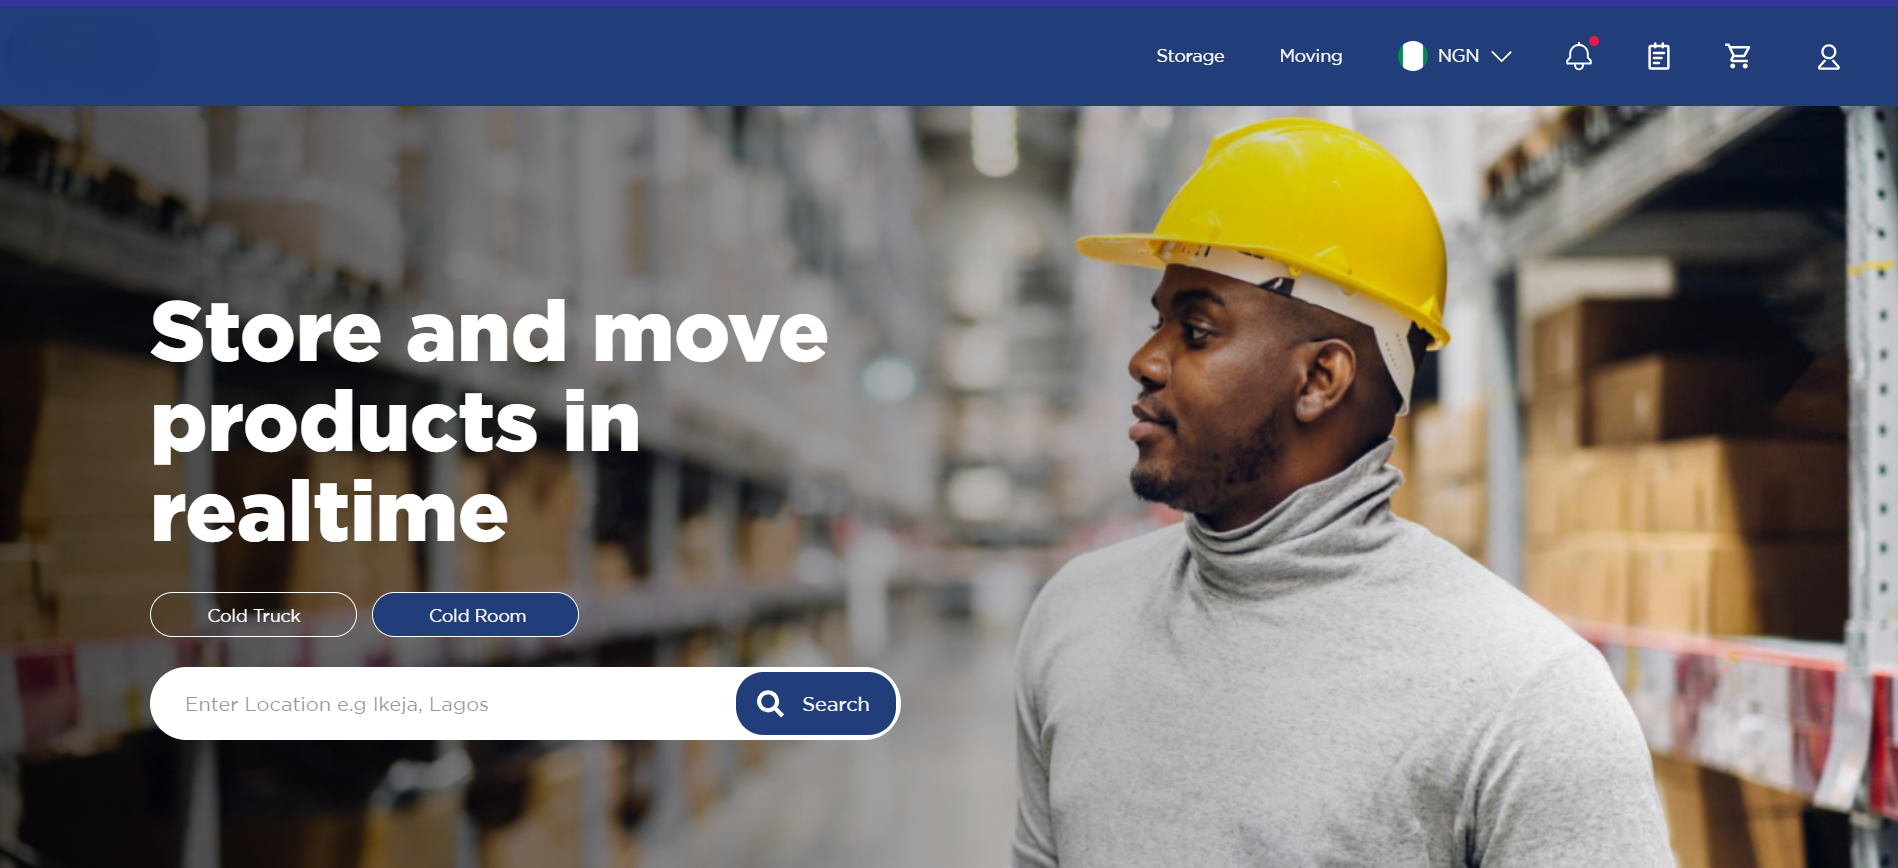 Storage
Moving
NGN
Store and move
products in
realtime
Cold Truck
Cold Room
Enter Location e.g Ikeja, Lagos
Search